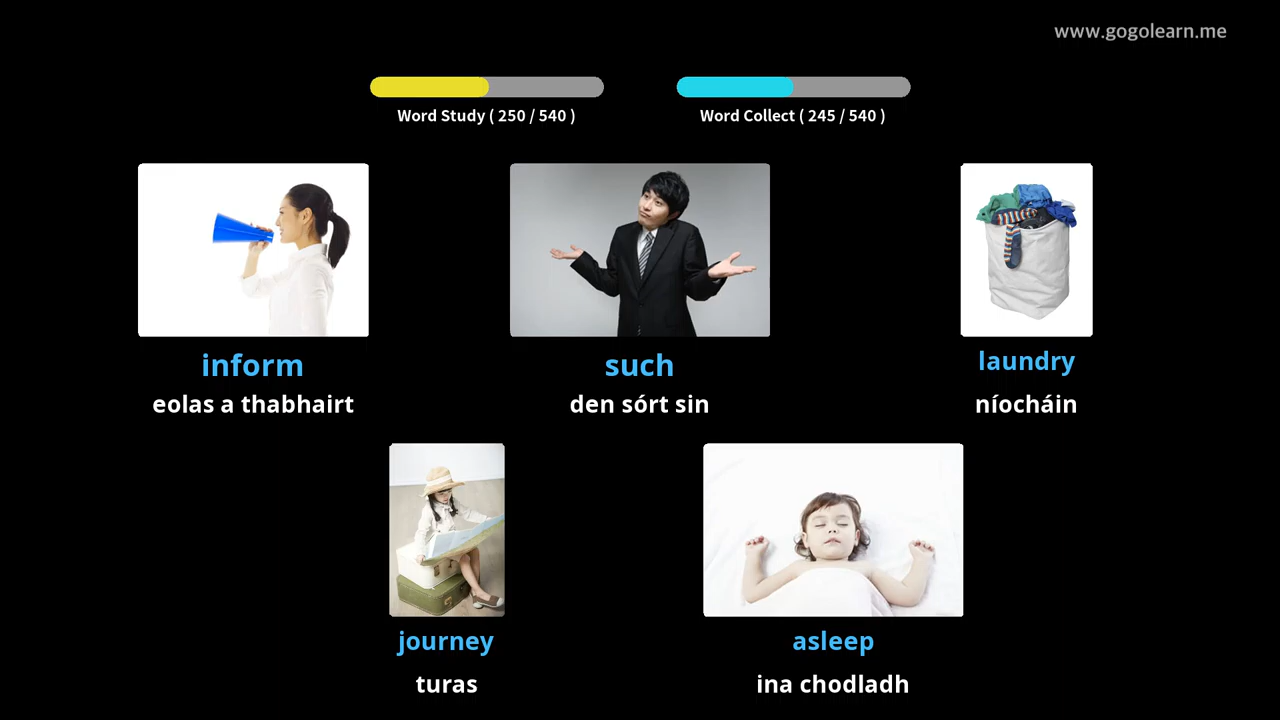 www.gogolearn.me
Word Study ( 250 / 540 )
Word Collect ( 245 / 540 )
inform
eolas a thabhairt
such
den sórt sin
laundry
níocháin
journey
turas
asleep
ina chodladh